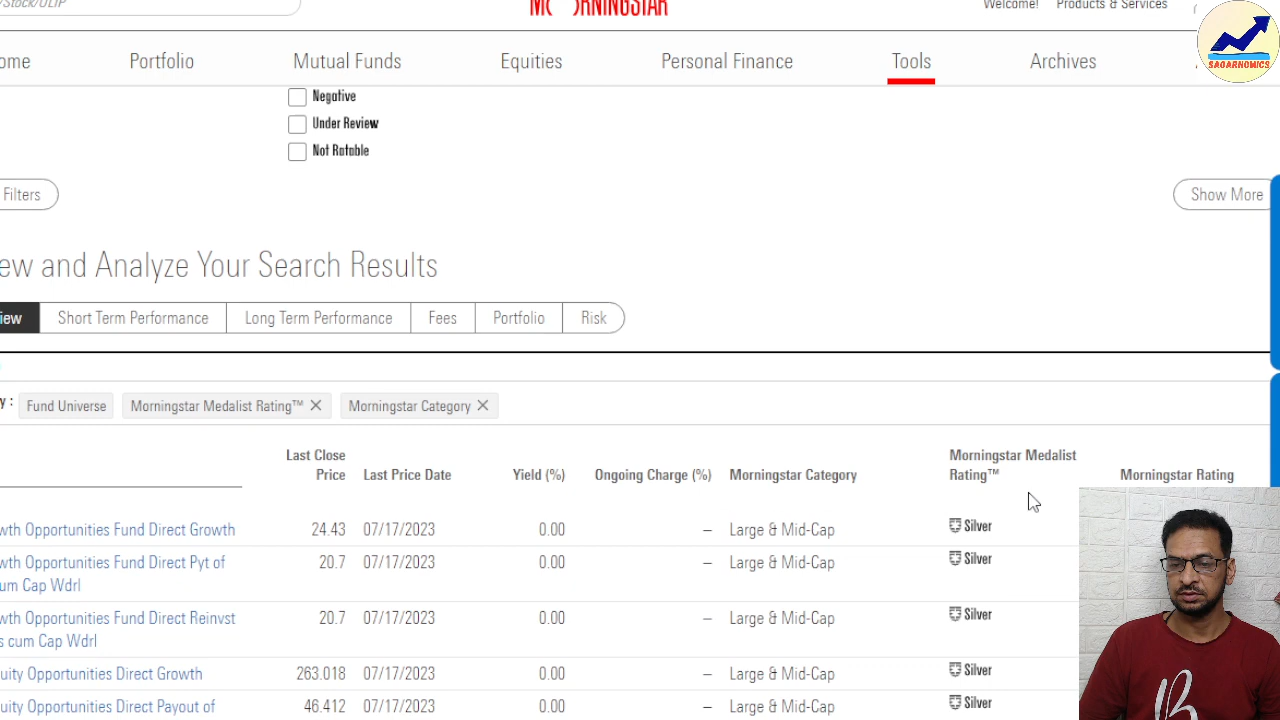 /Stock/ULIP
MORNINGSTAR
Welcome! Products & Services
ome Portfolio Mutual Funds Equities Personal Finance Tools Archives
SAGARNOMICS
Negative
Under Review
Not Ratable
Filters
Show More
ew and Analyze Your Search Results
iew Short Term Performance Long Term Performance Fees Portfolio Risk
y : Fund Universe Morningstar Medalist Rating™ Morningstar Category
Last Close Price Last Price Date Yield (%) Ongoing Charge (%) Morningstar Category Morningstar Medalist Rating™ Morningstar Rating
wth Opportunities Fund Direct Growth 24.43 07/17/2023 0.00 – Large & Mid-Cap Silver
wth Opportunities Fund Direct Pyt of 20.7 07/17/2023 0.00 – Large & Mid-Cap Silver
um Cap Wdrl
wth Opportunities Fund Direct Reinvst 20.7 07/17/2023 0.00 – Large & Mid-Cap Silver
s cum Cap Wdrl
uity Opportunities Direct Growth 263.018 07/17/2023 0.00 – Large & Mid-Cap Silver
uity Opportunities Direct Payout of 46.412 07/17/2023 0.00 – Large & Mid-Cap Silver